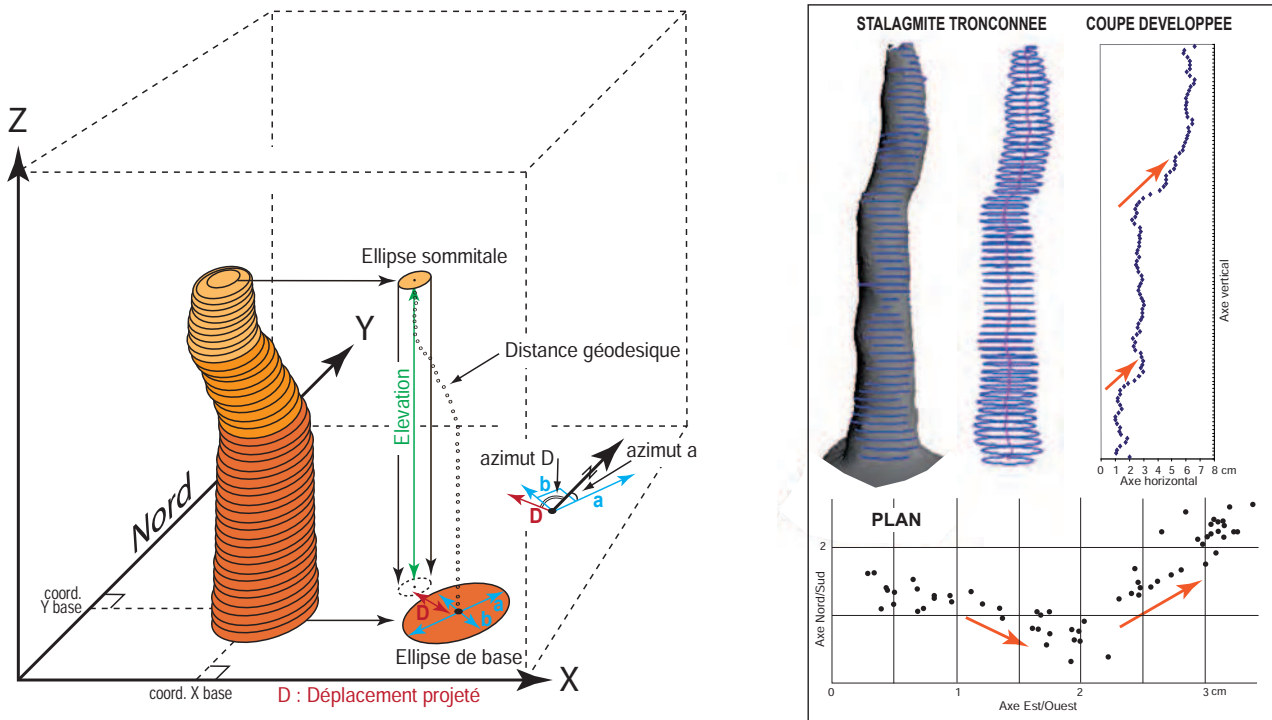 Z
Ellipse sommitale
Y
Distance géodesique
Elevation
azimut D
azimut a
b
a
D
Nord
coord.
Y base
D
a
b
Ellipse de base
X
coord. X base
D : Déplacement projeté
STALAGMITE TRONCONNEE
COUPE DEVELOPPEE
Axe vertical
0 1 2 3 4 5 6 7 8 cm
Axe horizontal
PLAN
2
Axe Nord/Sud
0 1 2 3 cm
Axe Est/Ouest